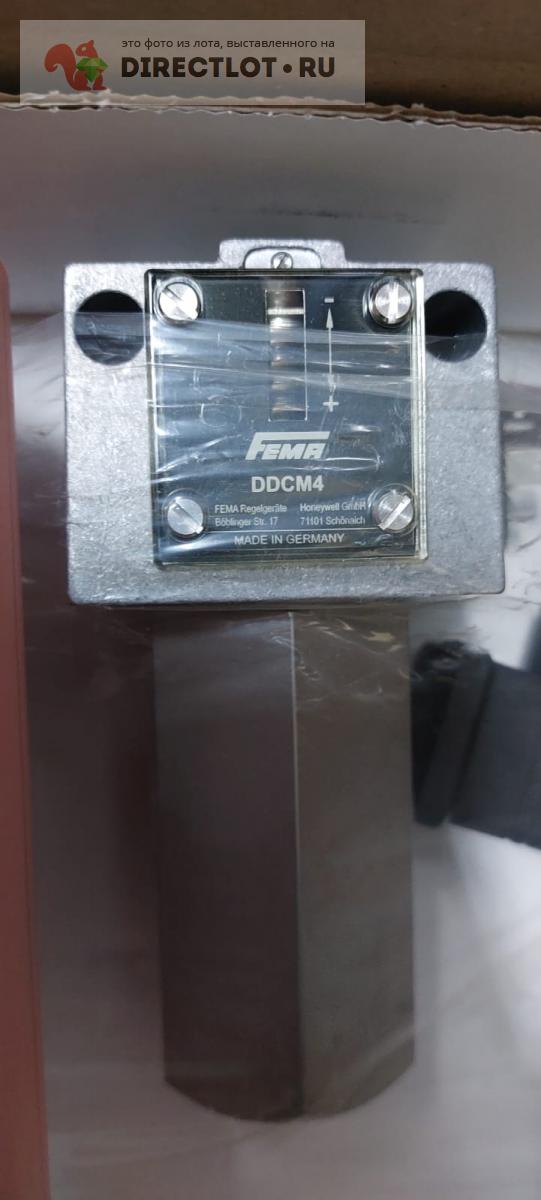 это фото из лота, выставленного на
DIRECTLOT•RU
-
+
FEMA
DDCM4
FEMA Regelgeräte Honeywell GmbH
Böblinger Str. 17 71101 Schönaich
MADE IN GERMANY